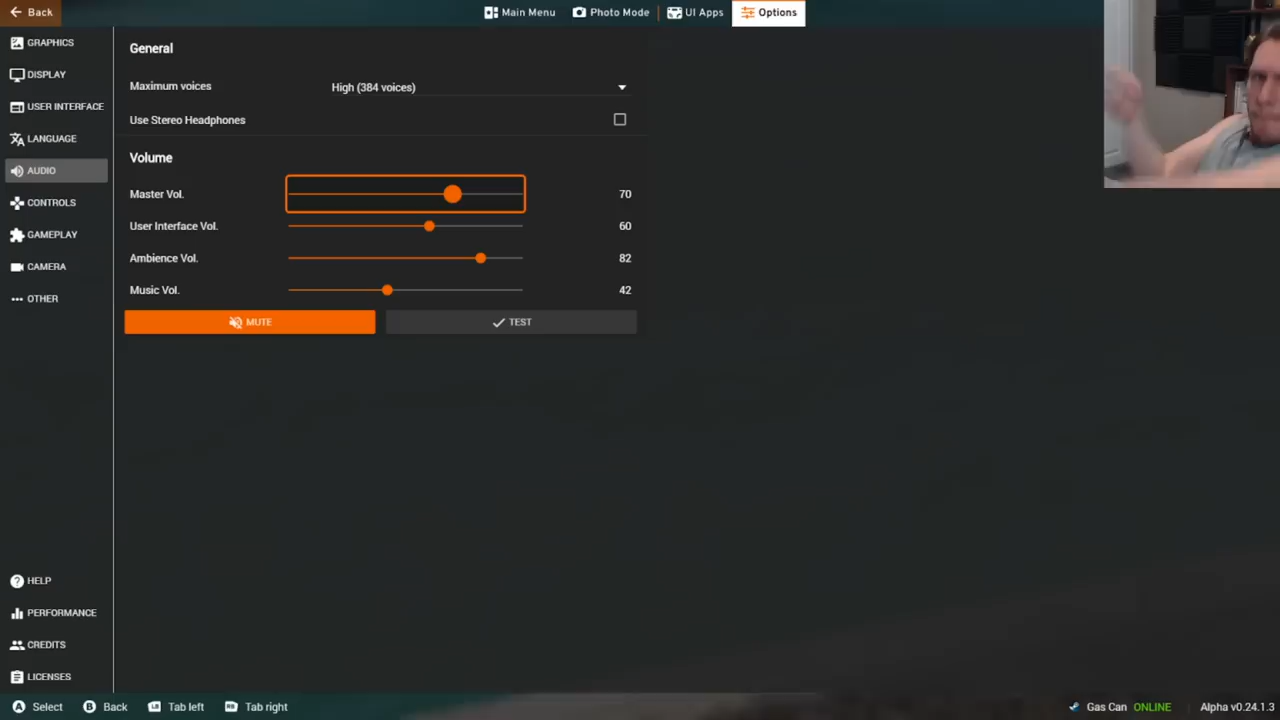 Back
Main Menu
Photo Mode
UI Apps
Options
GRAPHICS
DISPLAY
USER INTERFACE
LANGUAGE
AUDIO
CONTROLS
GAMEPLAY
CAMERA
OTHER
General
Maximum voices High (384 voices)
Use Stereo Headphones
Volume
Master Vol. 70
User Interface Vol. 60
Ambience Vol. 82
Music Vol. 42
MUTE
TEST
HELP
PERFORMANCE
CREDITS
LICENSES
A Select B Back LB Tab left RB Tab right
Gas Can ONLINE Alpha v0.24.1.3